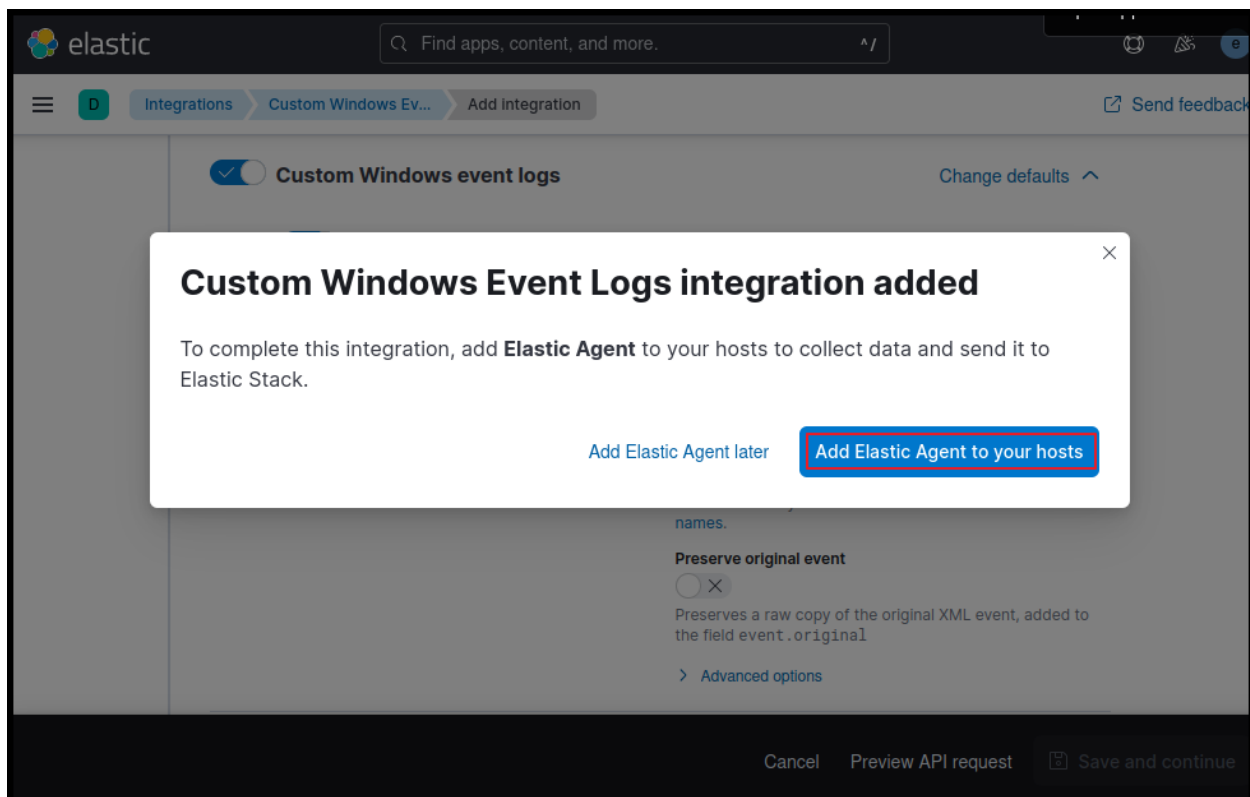 elastic
Find apps, content, and more.
^/
e
D
Integrations
Custom Windows Ev...
Add integration
Send feedback
Custom Windows event logs
Change defaults
Custom Windows Event Logs integration added
To complete this integration, add Elastic Agent to your hosts to collect data and send it to
Elastic Stack.
Add Elastic Agent later
Add Elastic Agent to your hosts
names.
Preserve original event
Preserves a raw copy of the original XML event, added to
the field event.original
Advanced options
Cancel
Preview API request
Save and continue